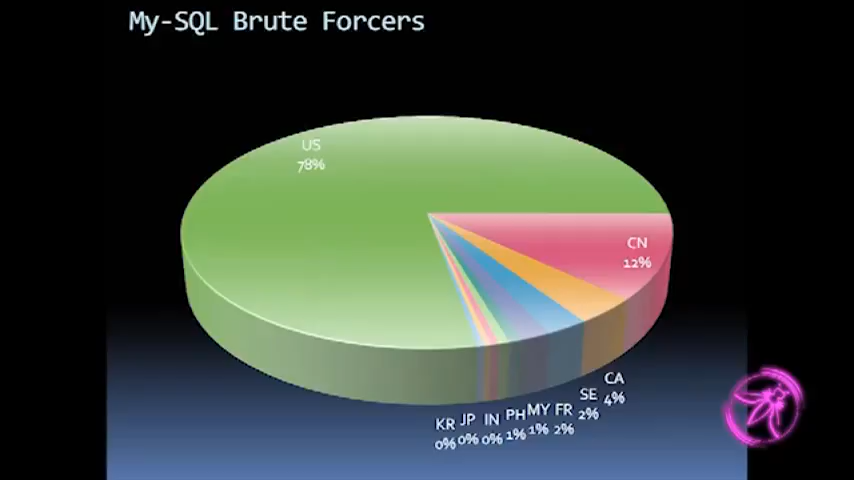 My-SQL Brute Forcers
US
78%
CN
12%
CA
4%
SE
2%
FR
2%
MY
1%
PH
1%
IN
0%
JP
0%
KR
0%